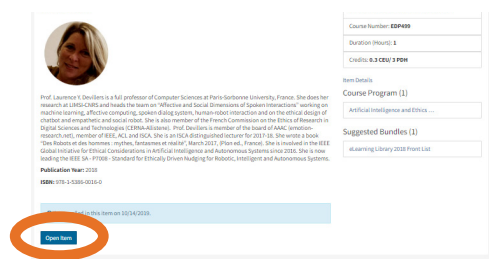 Course Number: EDP499
Duration (Hours): 1
Credits: 0.3 CEU/ 3 PDH
Item Details
Course Program (1)
Artificial Intelligence and Ethics ...
Suggested Bundles (1)
eLearning Library 2018 Front List
Prof. Laurence Y. Devillers is a full professor of Computer Sciences at Paris-Sorbonne University, France. She does her
research at LIMSI-CNRS and heads the team on "Affective and Social Dimensions of Spoken Interactions" working on
machine learning, affective computing, spoken dialog system, human-robot interaction and on the ethical design of
chatbot and empathetic and social robot. She is also member of the French Commission on the Ethics of Research in
Digital Sciences and Technologies (CERNA-Allistene). Prof. Devillers is member of the board of AAAC (emotion-
research.net), member of IEEE, ACL and ISCA. She is an ISCA distinguished lecturer for 2017-18. She wrote a book
"Des Robots et des hommes : mythes, fantasmes et réalité", March 2017, (Plon ed., France). She is involved in the IEEE
Global Initiative for Ethical Considerations in Artificial Intelligence and Autonomous Systems since 2016. She is now
leading the IEEE SA - P7008 - Standard for Ethically Driven Nudging for Robotic, Intelligent and Autonomous Systems.
Publication Year: 2018
ISBN: 978-1-5386-0016-0
in this item on 10/14/2019.
Open Item